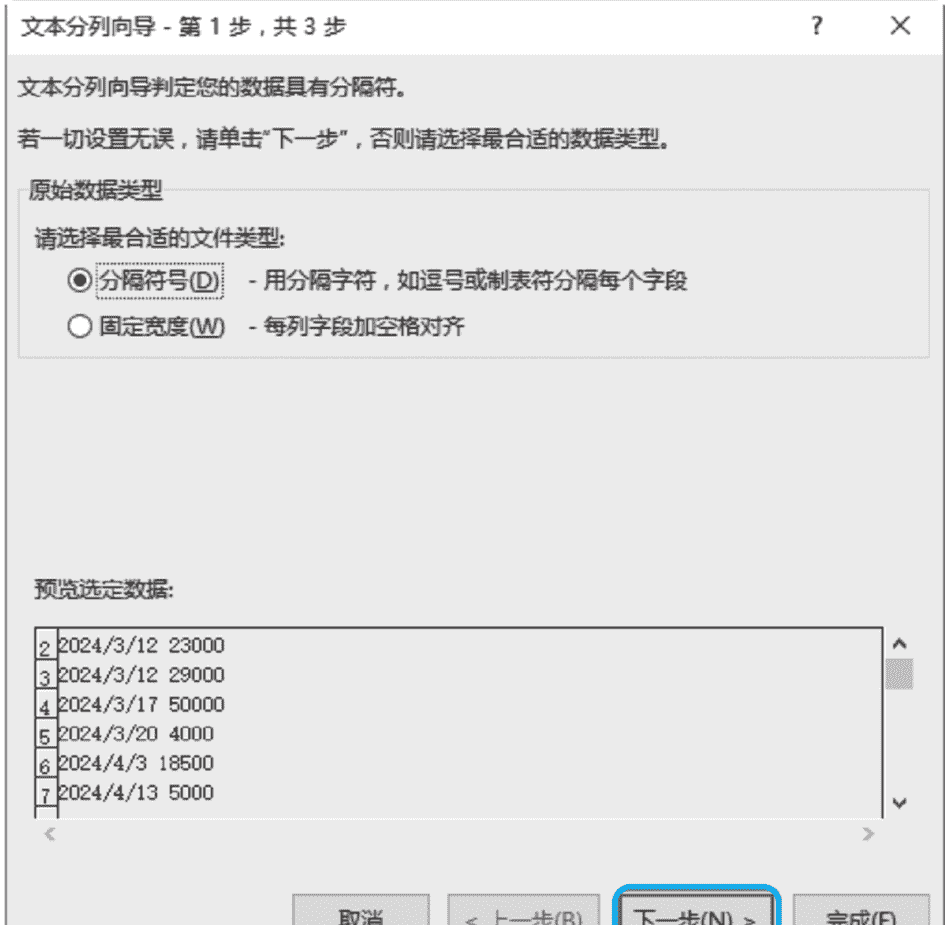 文本分列向导 - 第 1 步，共 3 步 ? ×
文本分列向导判定您的数据具有分隔符。
若一切设置无误，请单击"下一步"，否则请选择最合适的数据类型。
原始数据类型
请选择最合适的文件类型:
分隔符号(D) - 用分隔字符，如逗号或制表符分隔每个字段
固定宽度(W) - 每列字段加空格对齐
预览选定数据:
2 2024/3/12 23000
3 2024/3/12 29000
4 2024/3/17 50000
5 2024/3/20 4000
6 2024/4/3 18500
7 2024/4/13 5000
取消 < 上一步(B) 下一步(N) > 完成(F)